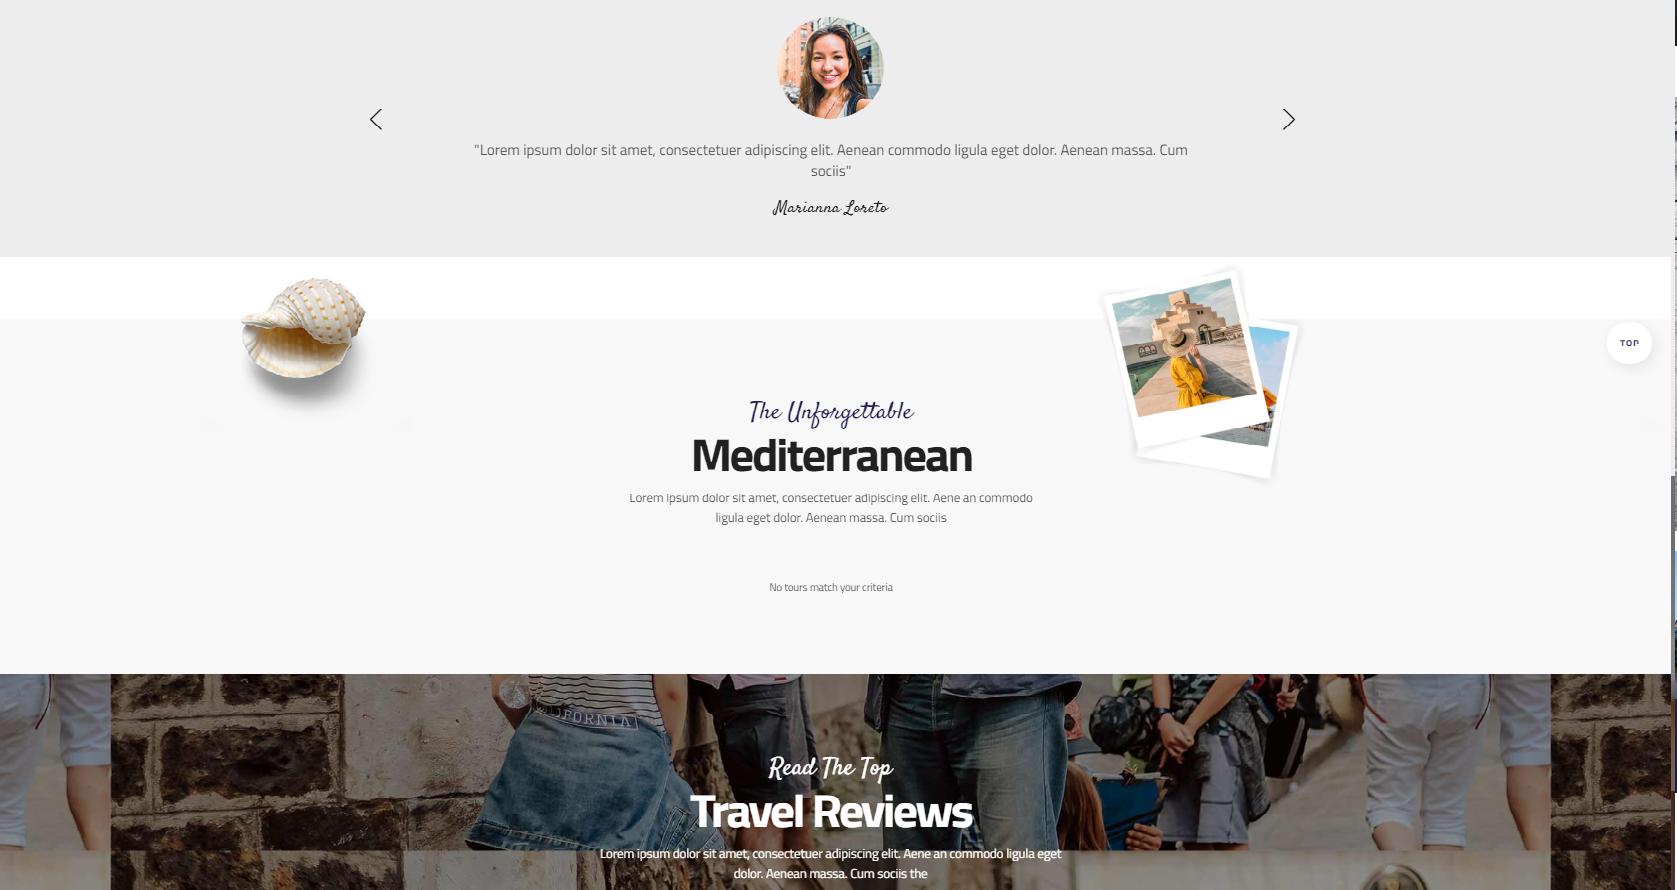 "Lorem ipsum dolor sit amet, consectetuer adipiscing elit. Aenean commodo ligula eget dolor. Aenean massa. Cum
sociis"
Marianna Loreto
TOP
The Unforgettable
Mediterranean
Lorem ipsum dolor sit amet, consectetuer adipiscing elit. Aene an commodo
ligula eget dolor. Aenean massa. Cum sociis
No tours match your criteria
Read The Top
Travel Reviews
Lorem ipsum dolor sit amet, consectetuer adipiscing elit. Aene an commodo ligula eget
dolor. Aenean massa. Cum sociis the